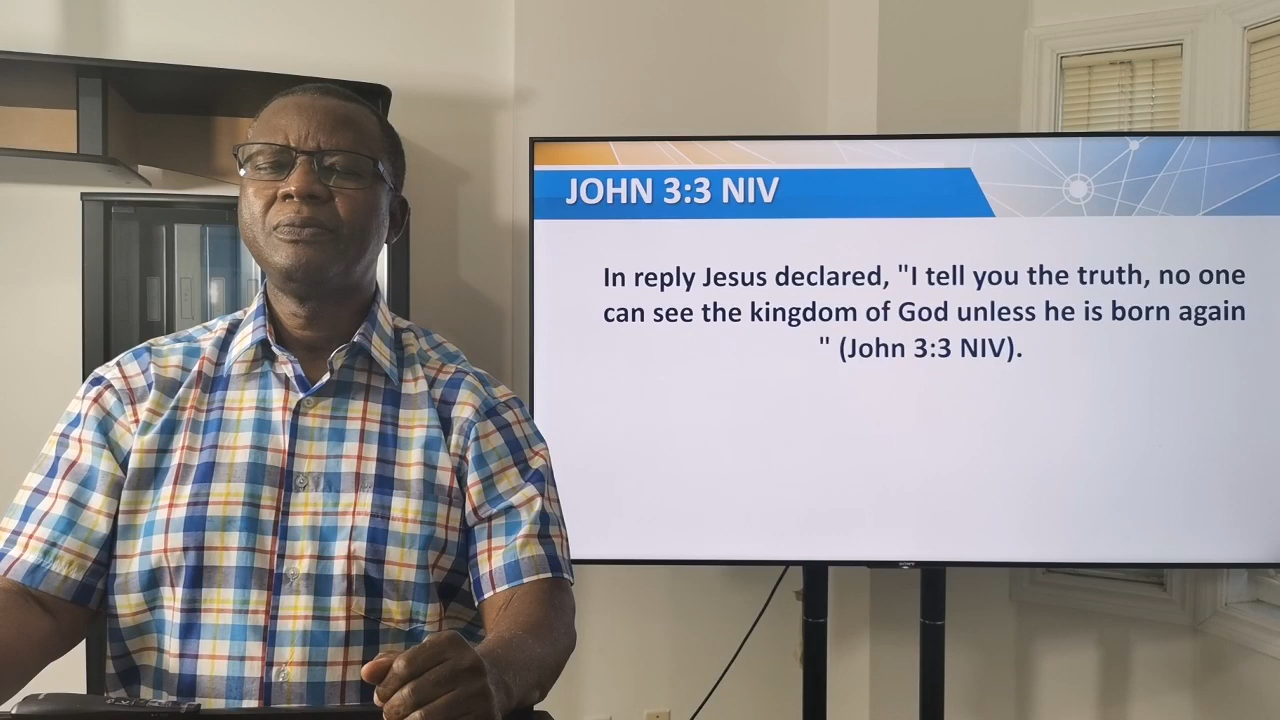 JOHN 3:3 NIV
In reply Jesus declared, "I tell you the truth, no one
can see the kingdom of God unless he is born again
" (John 3:3 NIV).
SONY